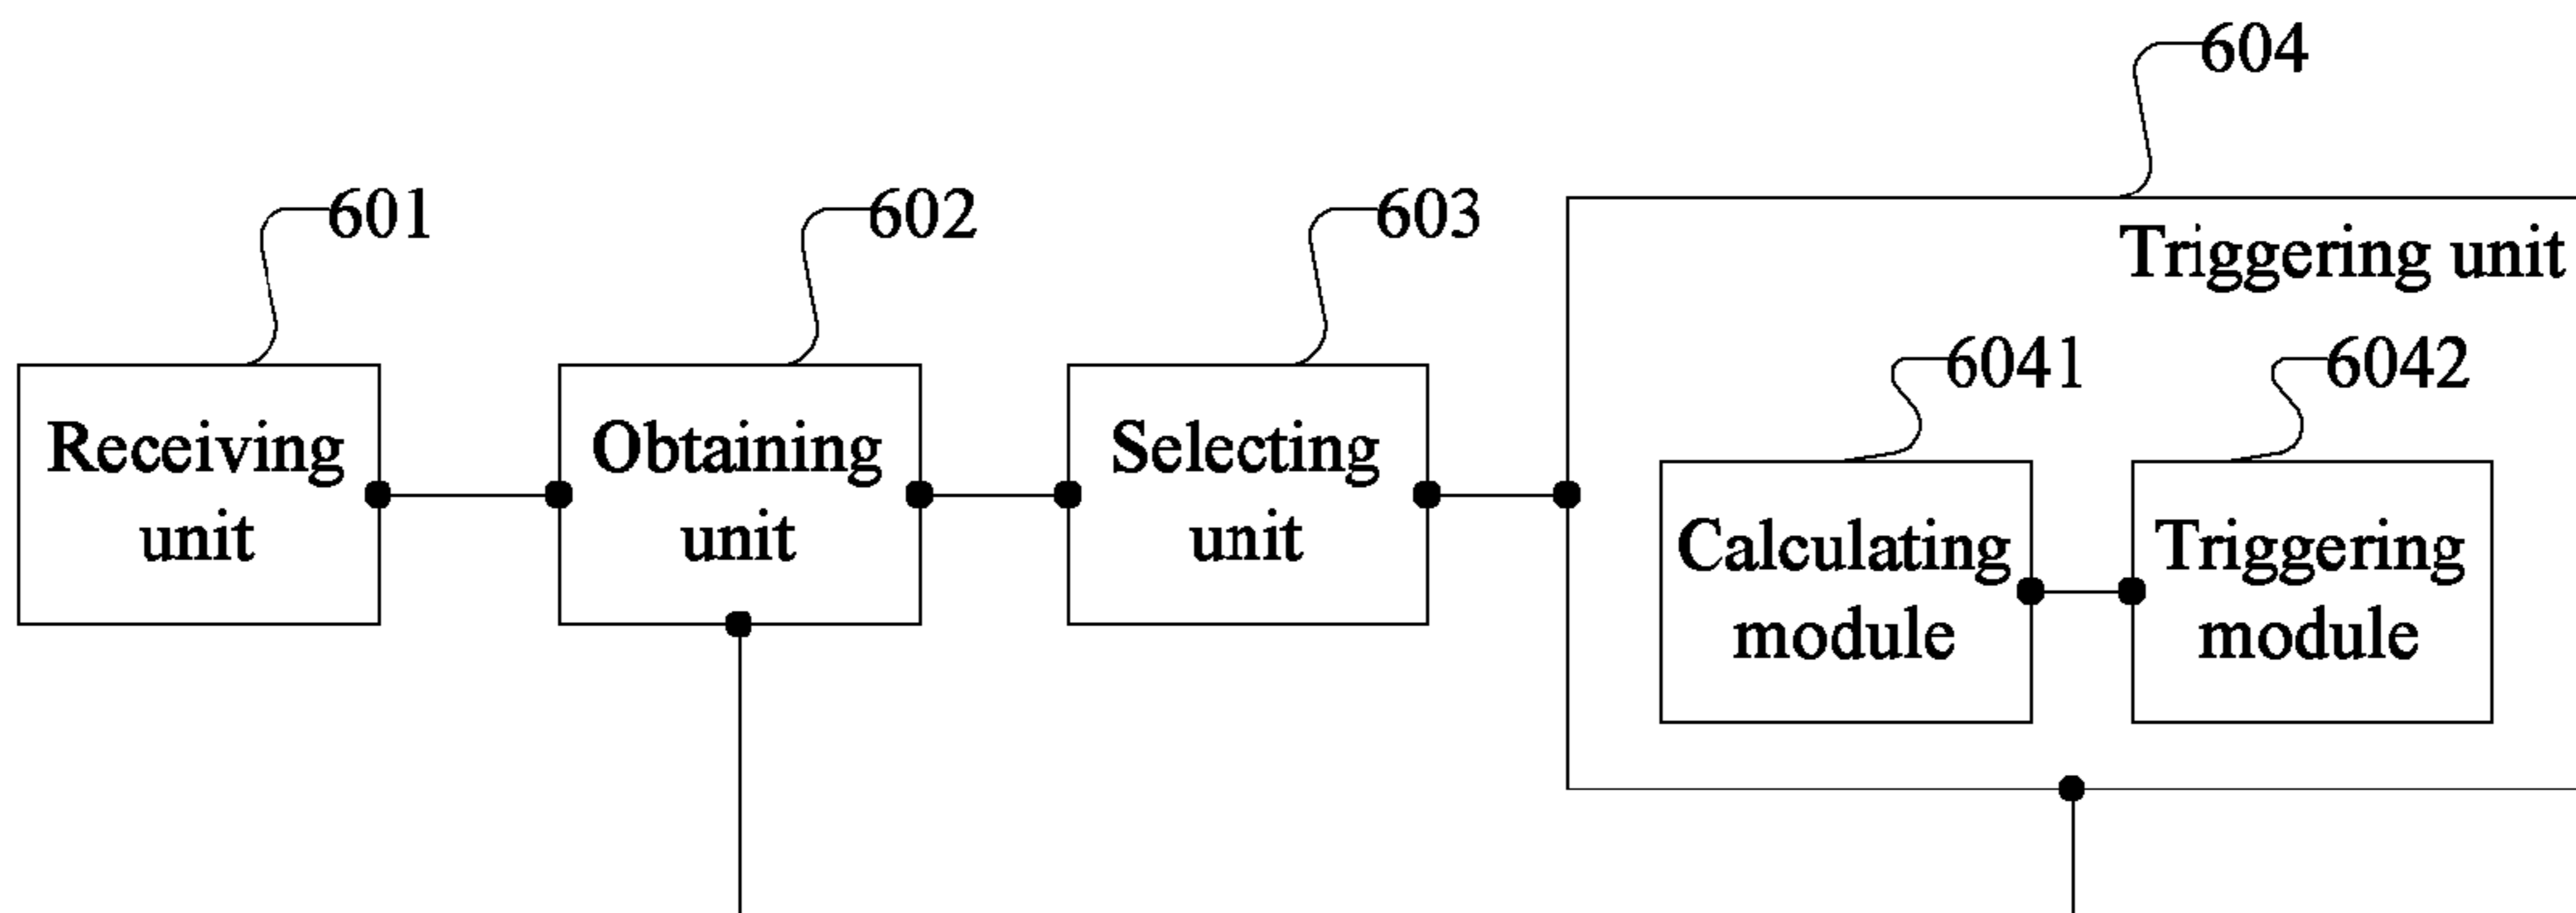 604
601
602
603
Triggering unit
6041
6042
Receiving
unit
Obtaining
unit
Selecting
unit
Calculating
module
Triggering
module